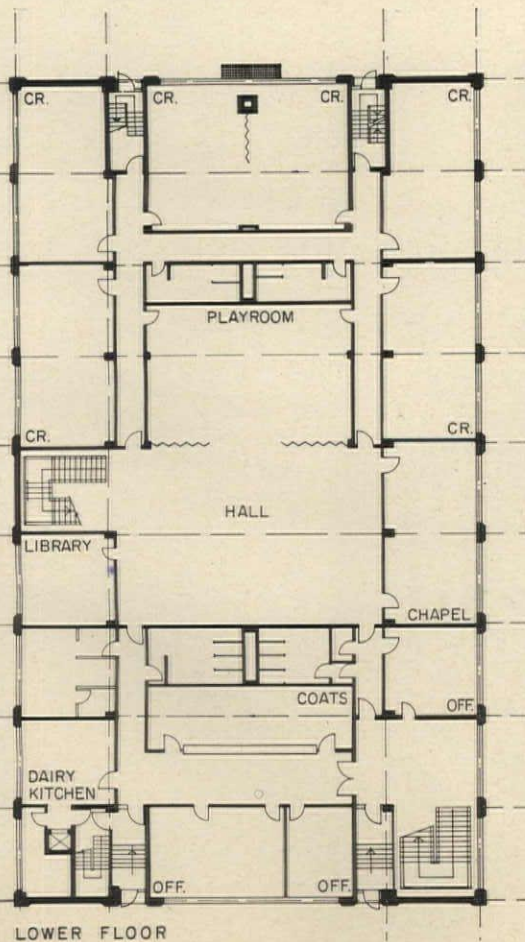 CR.
CR.
CR.
CR.
PLAYROOM
CR.
CR.
HALL
LIBRARY
CHAPEL
COATS
OFF.
DAIRY
KITCHEN
OFF.
OFF.
LOWER FLOOR